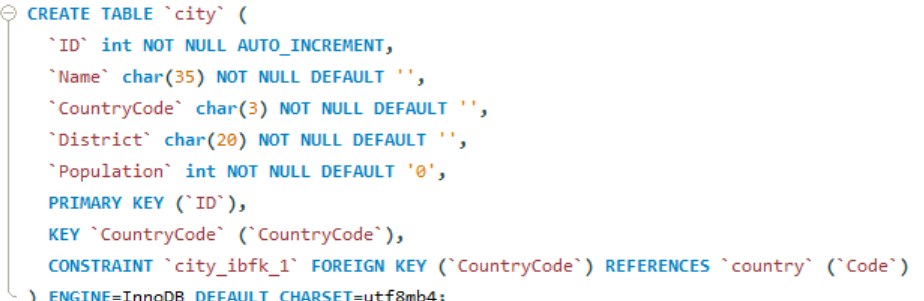 CREATE TABLE `city` (
`ID` int NOT NULL AUTO_INCREMENT,
`Name` char(35) NOT NULL DEFAULT '',
`CountryCode` char(3) NOT NULL DEFAULT '',
`District` char(20) NOT NULL DEFAULT '',
`Population` int NOT NULL DEFAULT '0',
PRIMARY KEY (`ID`),
KEY `CountryCode` (`CountryCode`),
CONSTRAINT `city_ibfk_1` FOREIGN KEY (`CountryCode`) REFERENCES `country` (`Code`)
) ENGINE=InnoDB DEFAULT CHARSET=utf8mb4;